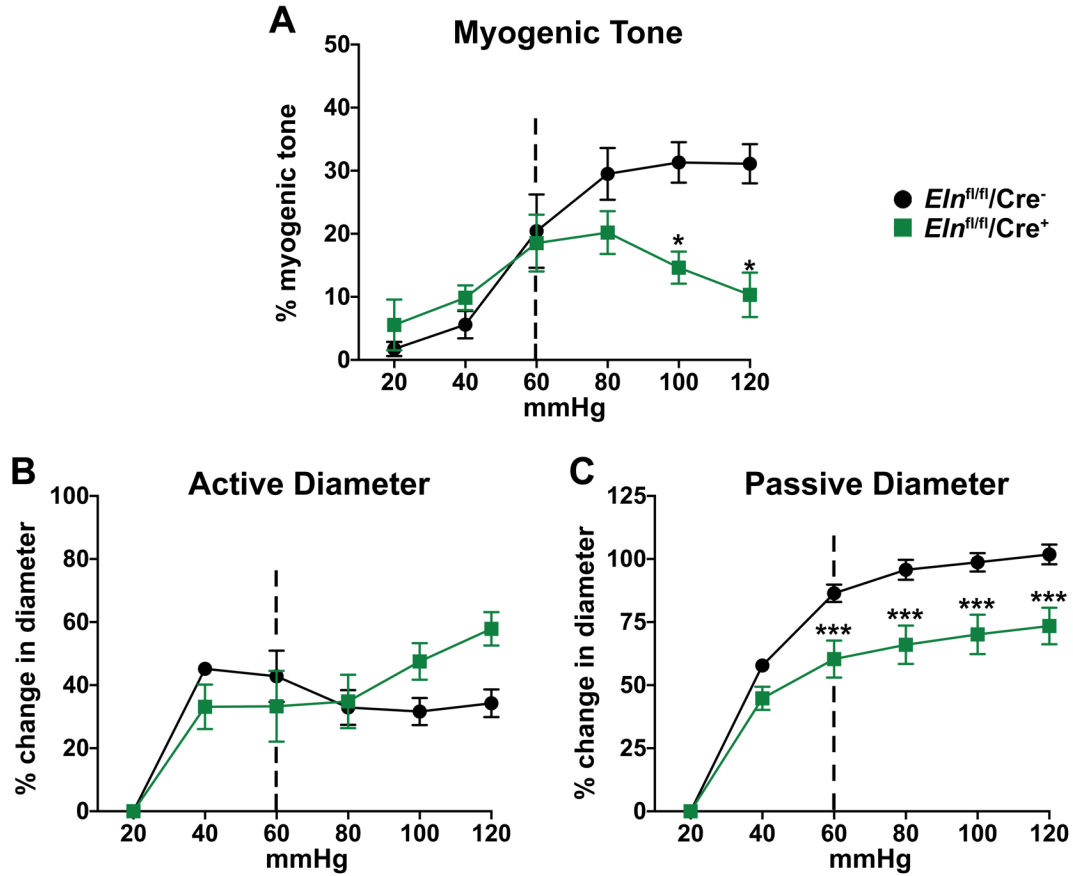 A
Myogenic Tone
% myogenic tone
50
40
30
20
10
0
*
*
20 40 60 80 100 120
mmHg
Eln^fl/fl/Cre^-
Eln^fl/fl/Cre^+
B
Active Diameter
% change in diameter
100
80
60
40
20
0
20 40 60 80 100 120
mmHg
C
Passive Diameter
% change in diameter
125
100
75
50
25
0
*** *** *** ***
20 40 60 80 100 120
mmHg